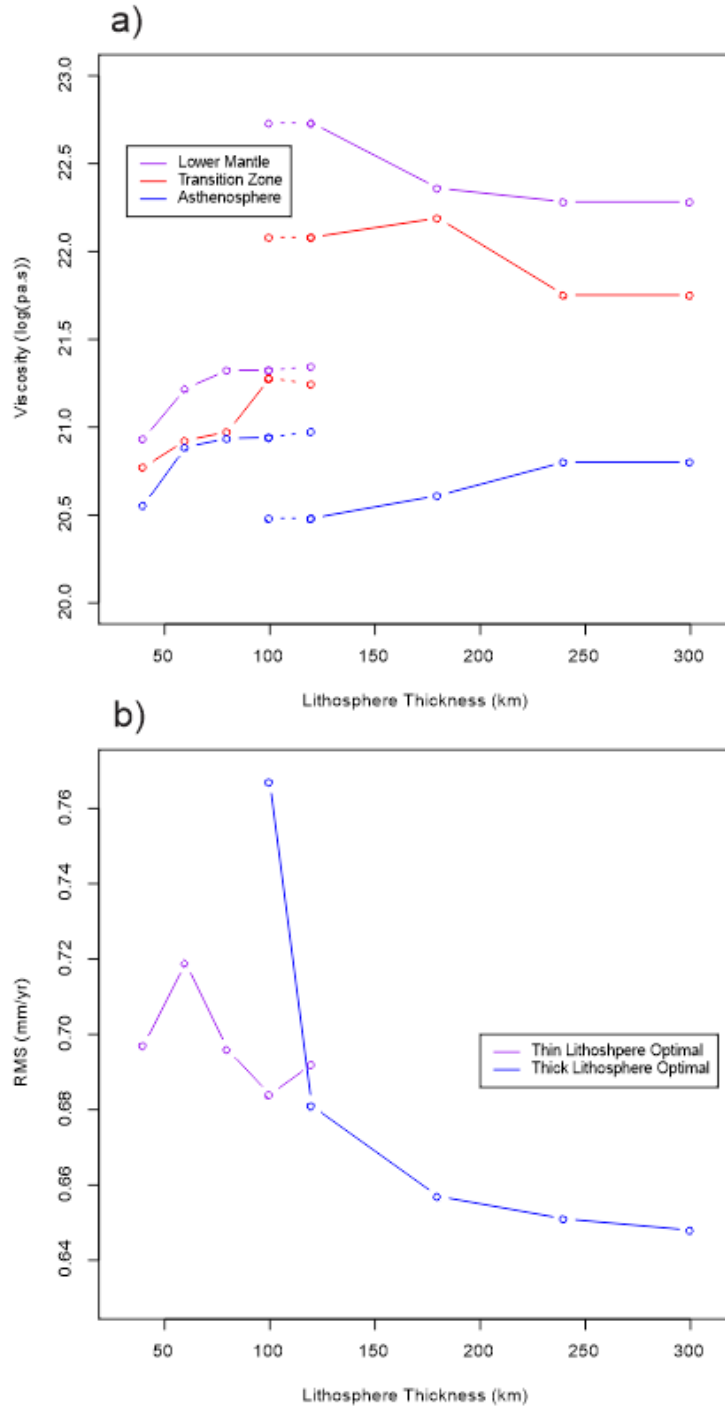 a)
23.0
22.5
22.0
21.5
21.0
20.5
20.0
Viscosity (log(pa.s))
Lower Mantle
Transition Zone
Asthenosphere
50 100 150 200 250 300
Lithosphere Thickness (km)
b)
0.76
0.74
0.72
0.70
0.68
0.66
0.64
RMS (mm/yr)
Thin Lithoshpere Optimal
Thick Lithosphere Optimal
50 100 150 200 250 300
Lithosphere Thickness (km)